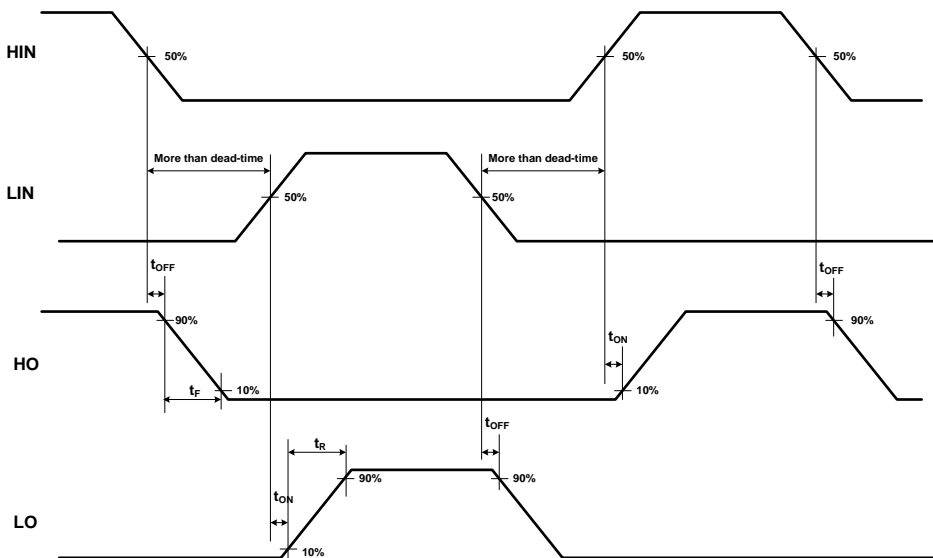 HIN
50%
50%
50%
More than dead-time
More than dead-time
LIN
50%
50%
tOFF
tOFF
90%
90%
HO
tON
tF
10%
10%
tR
tOFF
90%
90%
tON
LO
10%